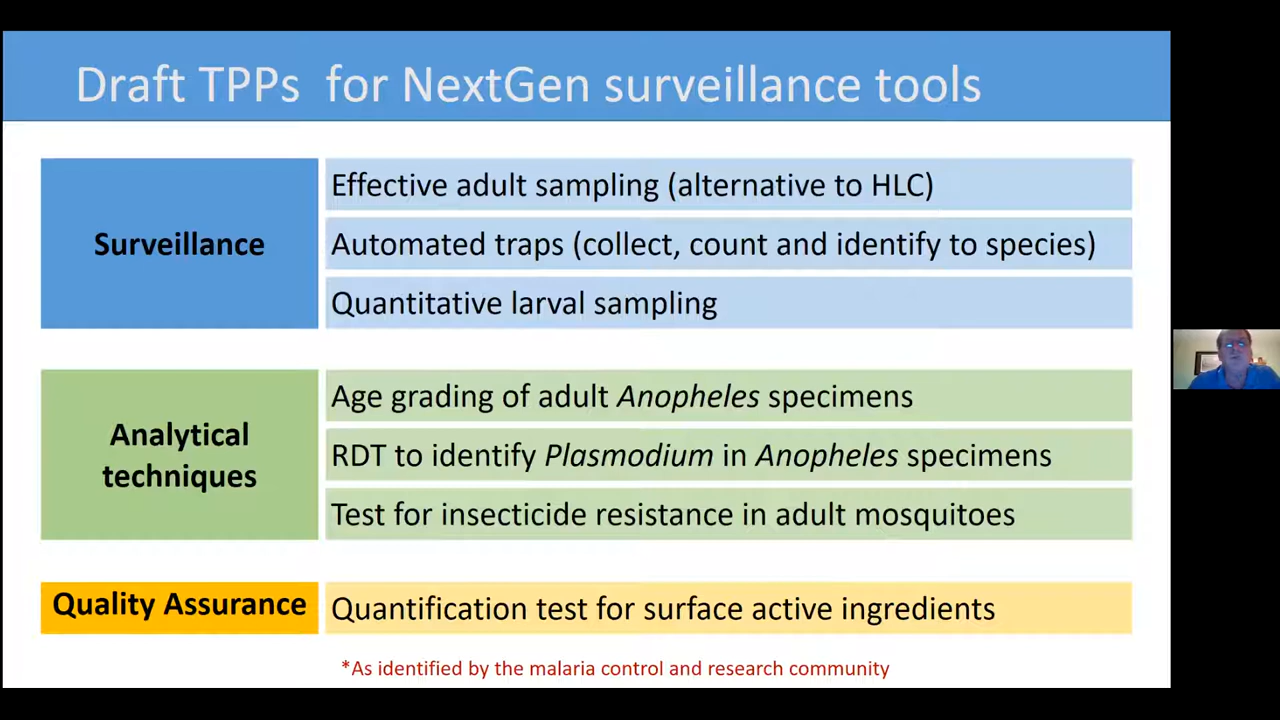 Draft TPPs for NextGen surveillance tools
Surveillance
Effective adult sampling (alternative to HLC)
Automated traps (collect, count and identify to species)
Quantitative larval sampling
Analytical
techniques
Age grading of adult Anopheles specimens
RDT to identify Plasmodium in Anopheles specimens
Test for insecticide resistance in adult mosquitoes
Quality Assurance
Quantification test for surface active ingredients
*As identified by the malaria control and research community